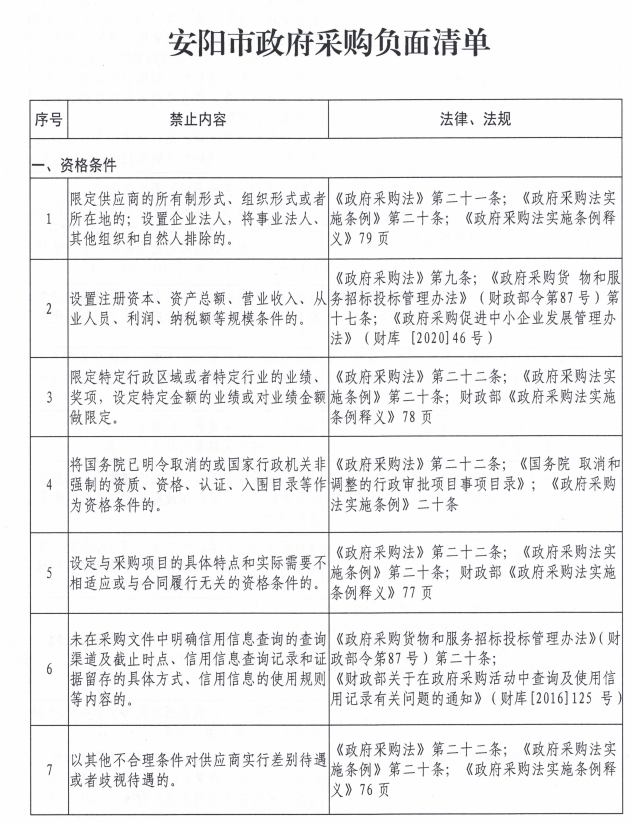 安阳市政府采购负面清单
序号 禁止内容 法律、法规
一、资格条件
1
限定供应商的所有制形式、组织形式或者
所在地的；设置企业法人，将事业法人、
其他组织和自然人排除的。
《政府采购法》第二十一条；《政府采购法实
施条例》第二十条；《政府采购法实施条例释
义》79 页
2
设置注册资本、资产总额、营业收入、从
业人员、利润、纳税额等规模条件的。
《政府采购法》第九条；《政府采购货 物和服
务招标投标管理办法》（财政部令第87号）第
十七条；《政府采购促进中小企业发展管理办
法》（财库 [2020]46号）
3
限定特定行政区域或者特定行业的业绩、
奖项，设定特定金额的业绩或对业绩金额
做限定。
《政府采购法》第二十二条；《政府采购法实
施条例》第二十条；财政部《政府采购法实施
条例释义》78 页
4
将国务院已明令取消的或国家行政机关非
强制的资质、资格、认证、入围目录等作
为资格条件的。
《政府采购法》第二十二条；《国务院 取消和
调整的行政审批项目事项目录》；《政府采购
法实施条例》二十条
5
设定与采购项目的具体特点和实际需要不
相适应或与合同履行无关的资格条件的。
《政府采购法》第二十二条；《政府采购法实
施条例》第二十条；财政部《政府采购法实施
条例释义》77 页
6
未在采购文件中明确信用信息查询的查询
渠道及截止时点、信用信息查询记录和证
据留存的具体方式、信用信息的使用规则
等内容的。
《政府采购货物和服务招标投标管理办法》（财
政部令第87号）第二十条；
《财政部关于在政府采购活动中查询及使用信
用记录有关问题的通知》（财库[2016]125 号）
7
以其他不合理条件对供应商实行差别待遇
或者歧视待遇的。
《政府采购法》第二十二条；《政府采购法实
施条例》第二十条；《政府采购法实施条例释
义》76 页